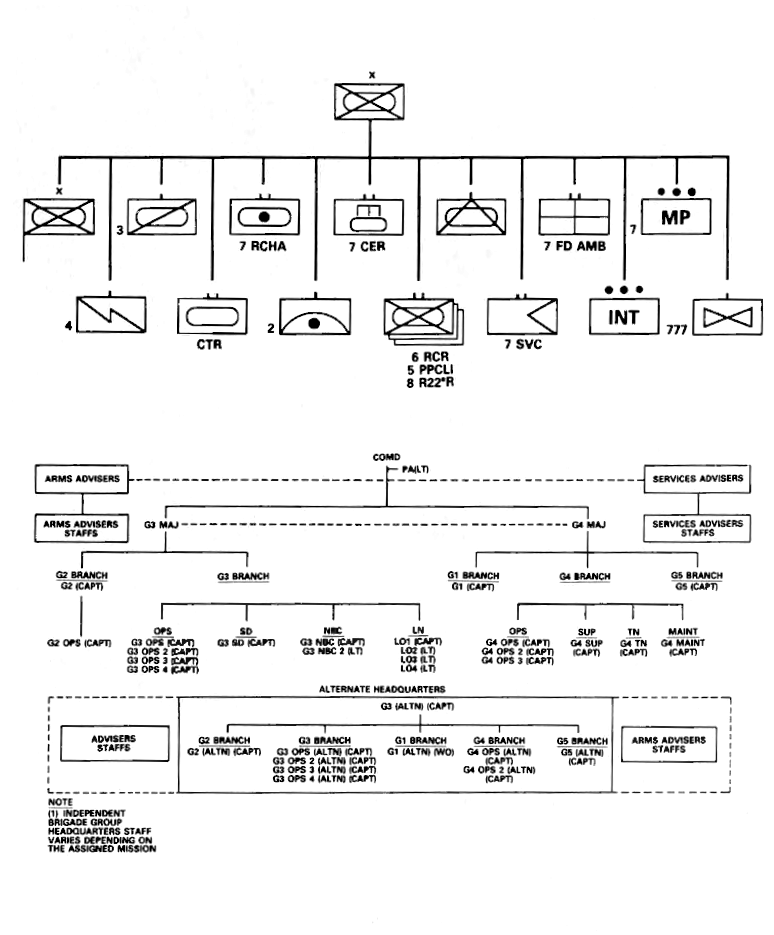 X
X
3
7 RCHA
7 CER
7 FD AMB
7
MP
4
CTR
2
6 RCR
5 PPCLI
8 R22eR
7 SVC
INT
777
COMD
PA(LT)
ARMS ADVISERS
SERVICES ADVISERS
ARMS ADVISERS
STAFFS
G3 MAJ
G4 MAJ
SERVICES ADVISERS
STAFFS
G2 BRANCH
G2 (CAPT)
G3 BRANCH
G1 BRANCH
G1 (CAPT)
G4 BRANCH
G5 BRANCH
G5 (CAPT)
G2 OPS (CAPT)
OPS
G3 OPS (CAPT)
G3 OPS 2 (CAPT)
G3 OPS 3 (CAPT)
G3 OPS 4 (CAPT)
SD
G3 SD (CAPT)
NBC
G3 NBC (CAPT)
G3 NBC 2 (LT)
LN
LO1 (CAPT)
LO2 (LT)
LO3 (LT)
LO4 (LT)
OPS
G4 OPS (CAPT)
G4 OPS 2 (CAPT)
G4 OPS 3 (CAPT)
SUP
G4 SUP
(CAPT)
TN
G4 TN
(CAPT)
MAINT
G4 MAINT
(CAPT)
ALTERNATE HEADQUARTERS
G3 (ALTN) (CAPT)
ADVISERS
STAFFS
G2 BRANCH
G2 (ALTN) (CAPT)
G3 BRANCH
G3 OPS (ALTN) (CAPT)
G3 OPS 2 (ALTN) (CAPT)
G3 OPS 3 (ALTN) (CAPT)
G3 OPS 4 (ALTN) (CAPT)
G1 BRANCH
G1 (ALTN) (WO)
G4 BRANCH
G4 OPS (ALTN)
(CAPT)
G4 OPS 2 (ALTN)
(CAPT)
G5 BRANCH
G5 (ALTN)
(CAPT)
ARMS ADVISERS
STAFFS
NOTE
(1) INDEPENDENT
BRIGADE GROUP
HEADQUARTERS STAFF
VARIES DEPENDING ON
THE ASSIGNED MISSION